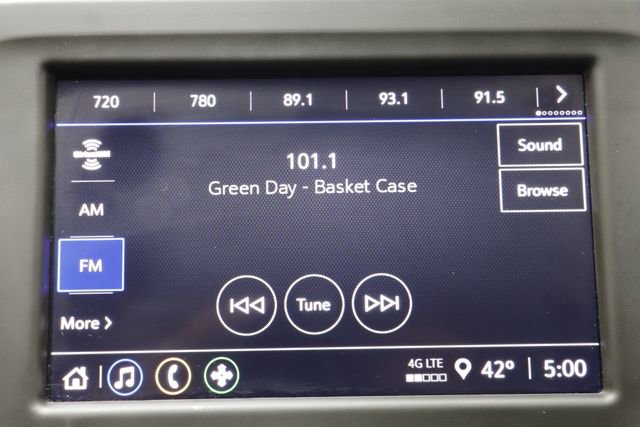 720 | 780 | 89.1 | 93.1 | 91.5
101.1
Green Day - Basket Case
Sound
Browse
AM
FM
More
Tune
4G LTE
42° | 5:00